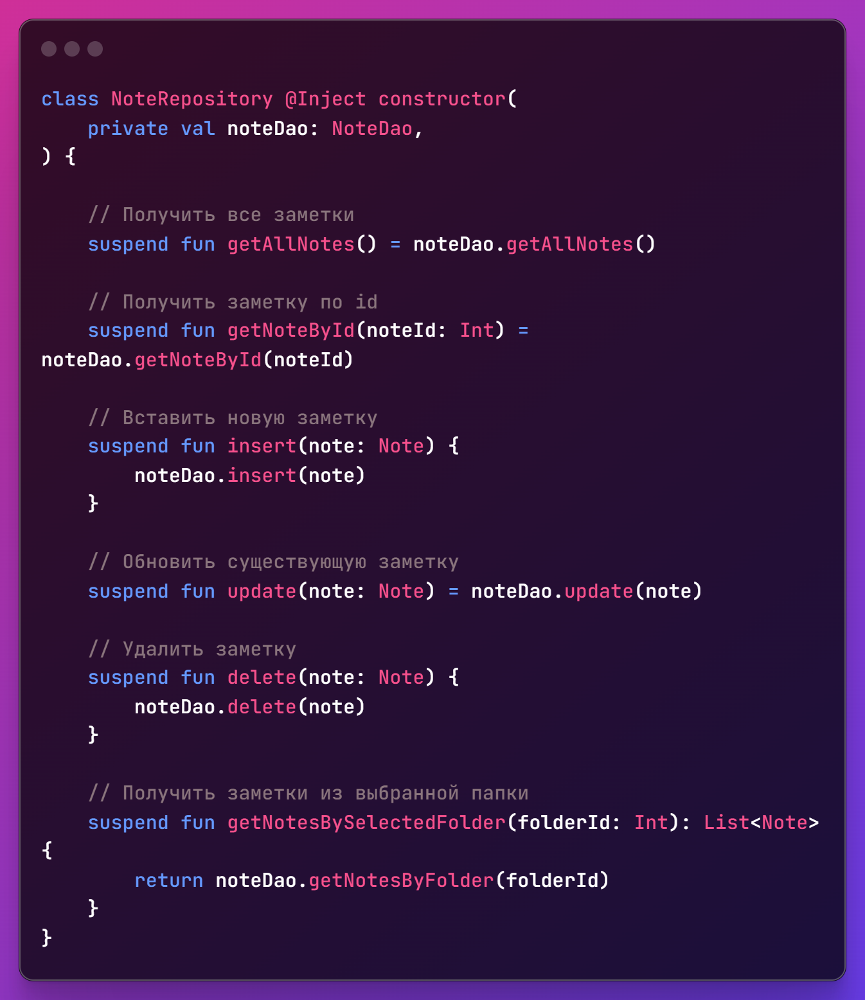 class NoteRepository @Inject constructor(
    private val noteDao: NoteDao,
) {

    // Получить все заметки
    suspend fun getAllNotes() = noteDao.getAllNotes()

    // Получить заметку по id
    suspend fun getNoteById(noteId: Int) =
noteDao.getNoteById(noteId)

    // Вставить новую заметку
    suspend fun insert(note: Note) {
        noteDao.insert(note)
    }

    // Обновить существующую заметку
    suspend fun update(note: Note) = noteDao.update(note)

    // Удалить заметку
    suspend fun delete(note: Note) {
        noteDao.delete(note)
    }

    // Получить заметки из выбранной папки
    suspend fun getNotesBySelectedFolder(folderId: Int): List<Note>
{
        return noteDao.getNotesByFolder(folderId)
    }
}